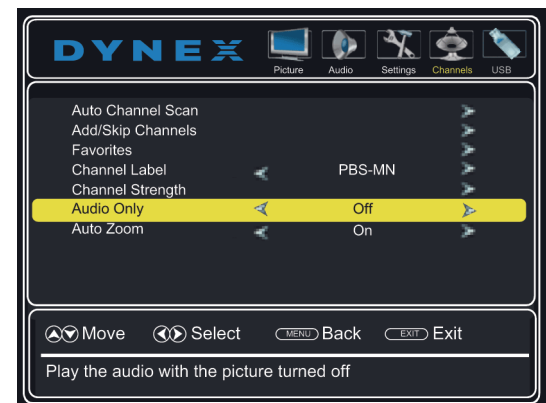 DYNEX
Picture Audio Settings Channels USB
Auto Channel Scan
Add/Skip Channels
Favorites
Channel Label PBS-MN
Channel Strength
Audio Only Off
Auto Zoom On
Move Select MENU Back EXIT Exit
Play the audio with the picture turned off